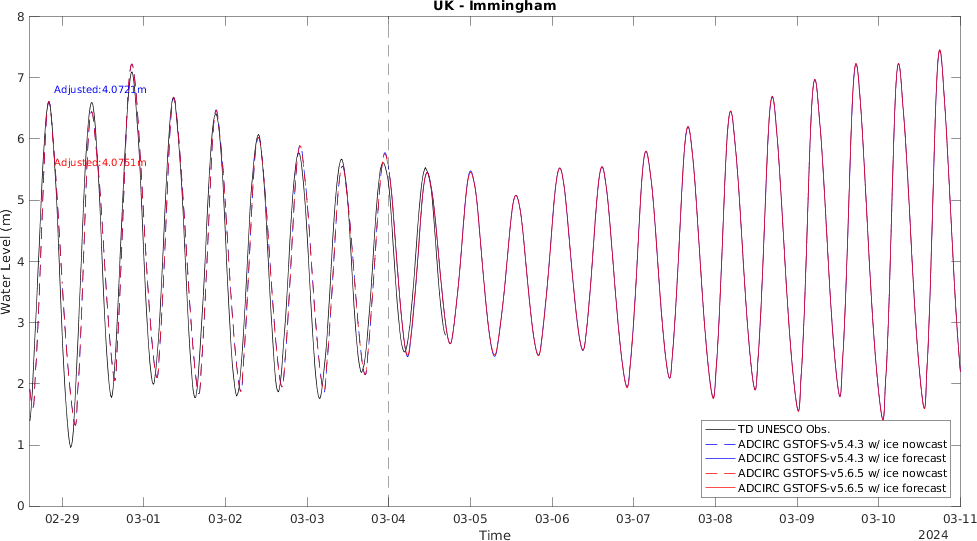 UK - Immingham
8
7
6
5
4
3
2
1
0
Water Level (m)
Adjusted:4.0721m
Adjusted:4.0751m
TD UNESCO Obs.
ADCIRC GSTOFS-v5.4.3 w/ ice nowcast
ADCIRC GSTOFS-v5.4.3 w/ ice forecast
ADCIRC GSTOFS-v5.6.5 w/ ice nowcast
ADCIRC GSTOFS-v5.6.5 w/ ice forecast
02-29 03-01 03-02 03-03 03-04 03-05 03-06 03-07 03-08 03-09 03-10 03-11
Time
2024